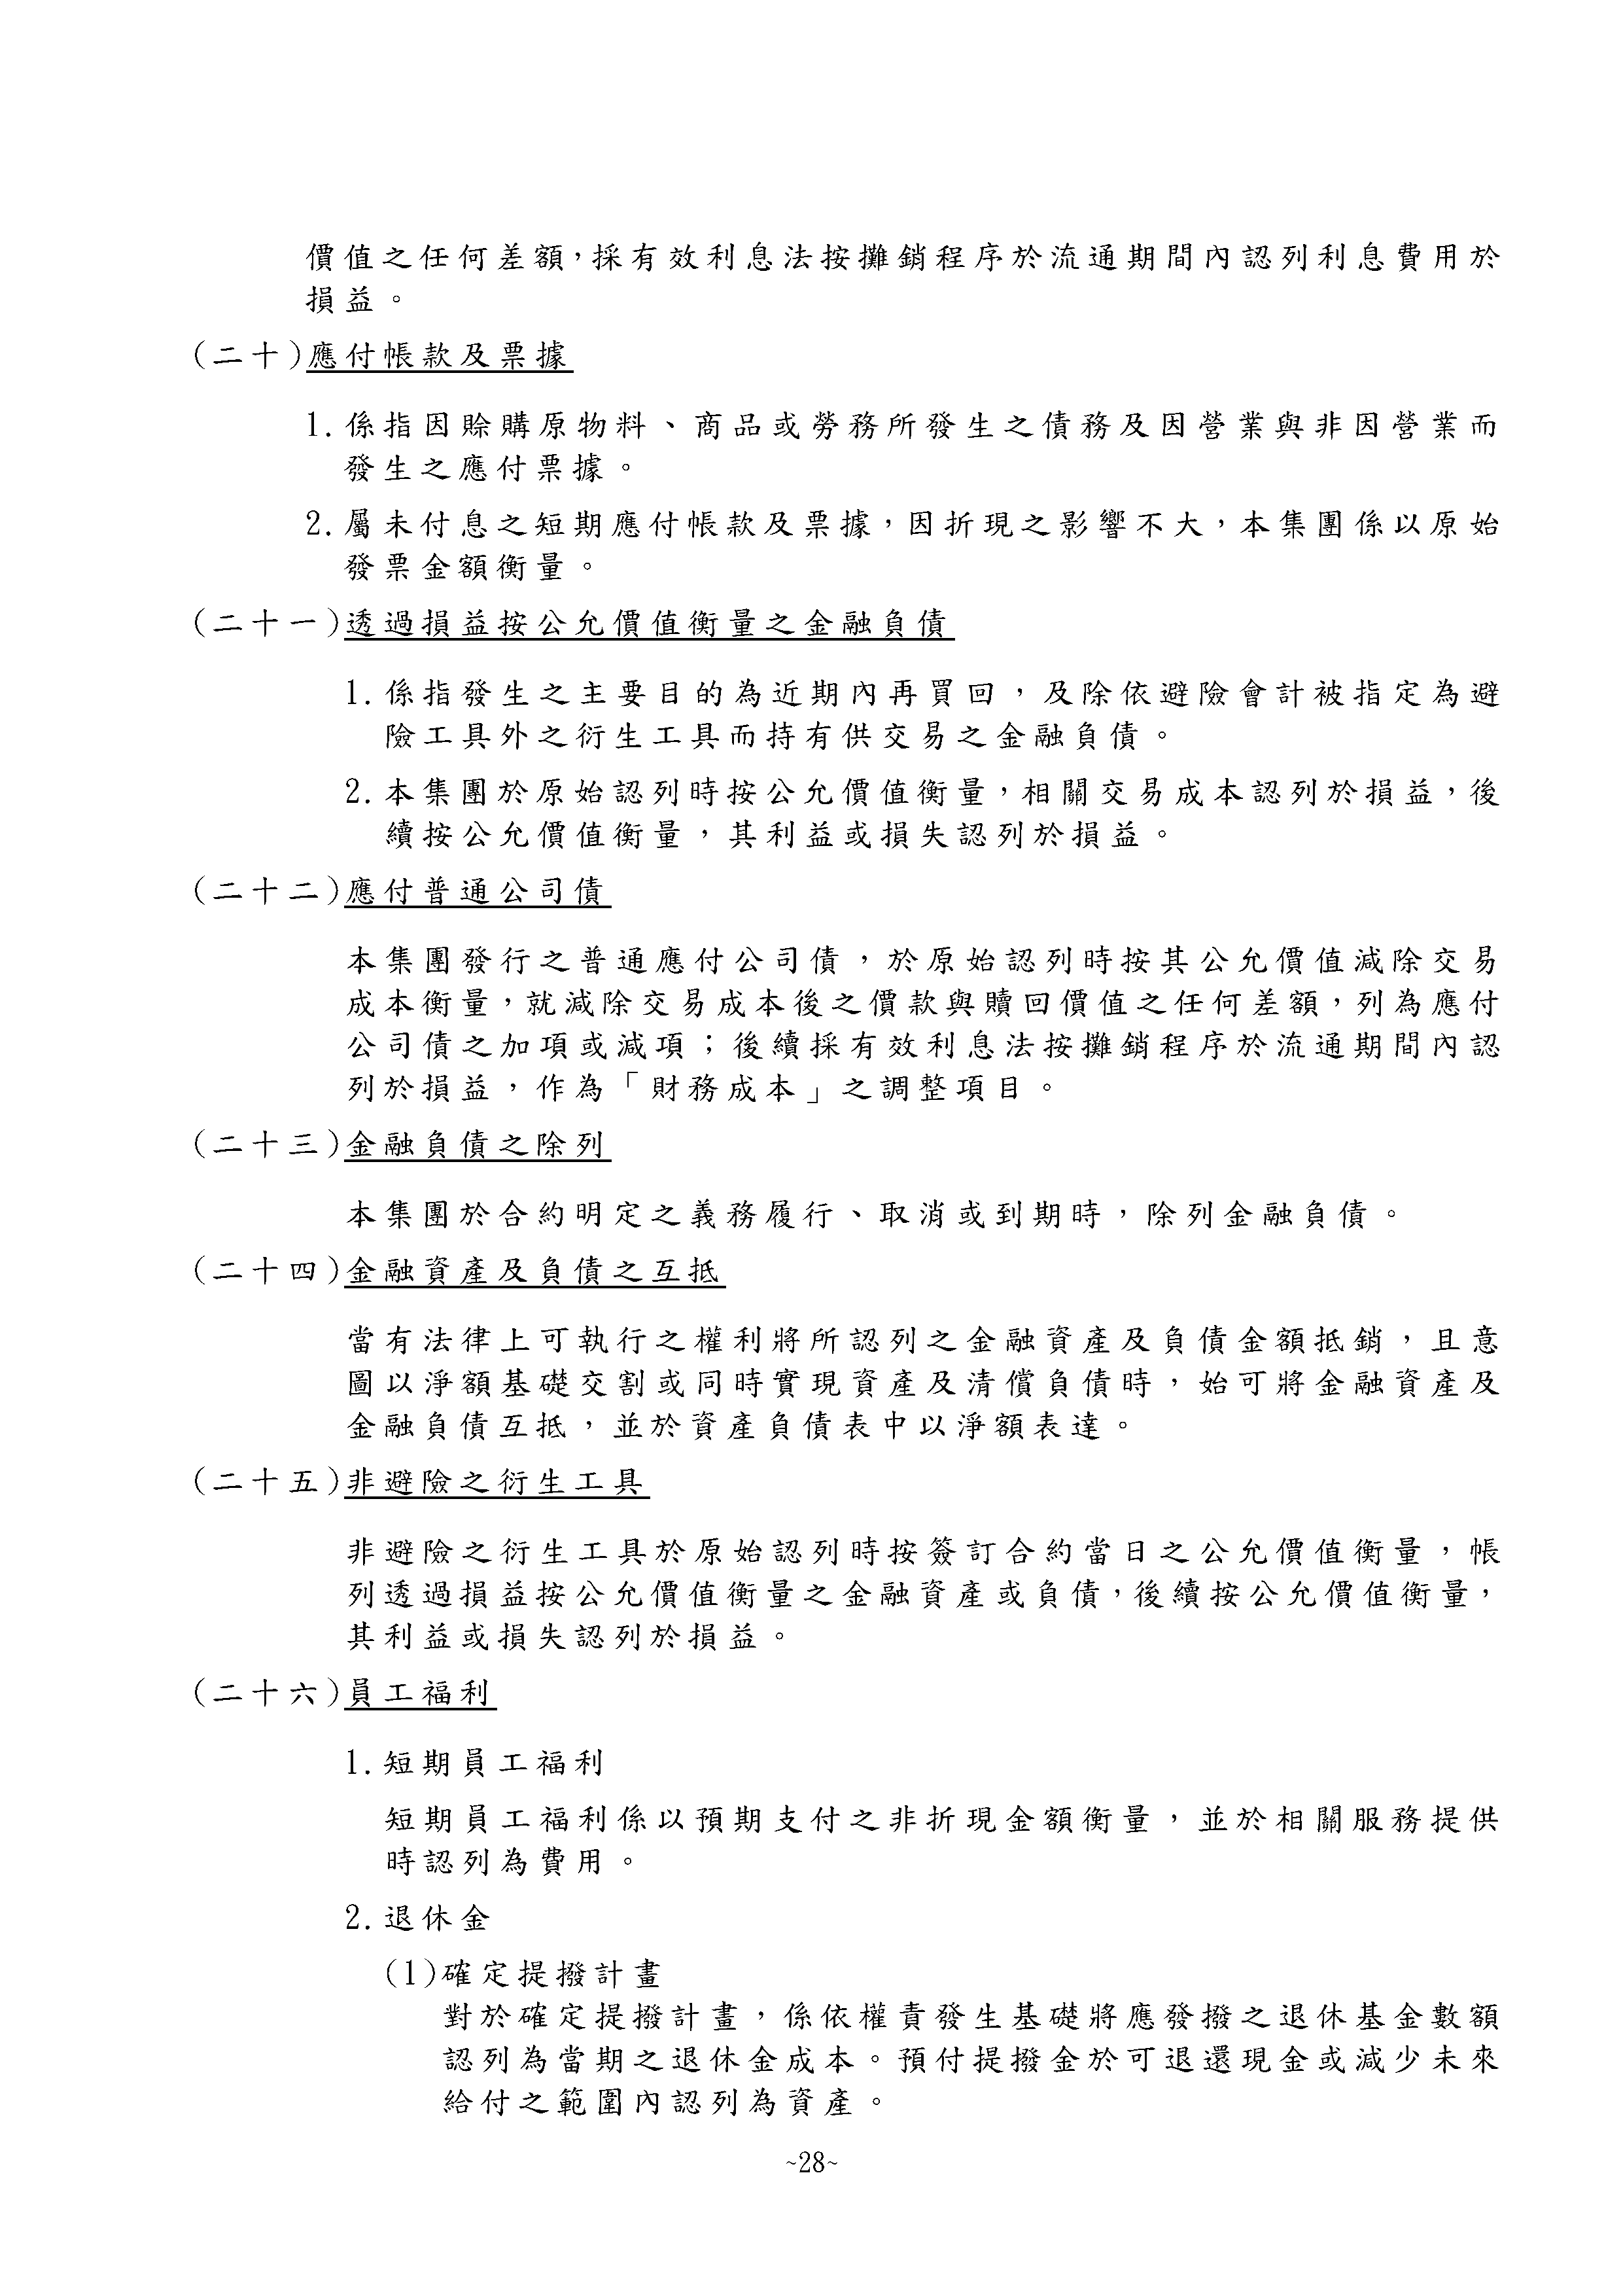 價值之任何差額，採有效利息法按攤銷程序於流通期間內認列利息費用於
損益。
(二十)應付帳款及票據
1.係指因賒購原物料、商品或勞務所發生之債務及因營業與非因營業而
發生之應付票據。
2.屬未付息之短期應付帳款及票據，因折現之影響不大，本集團係以原始
發票金額衡量。
(二十一)透過損益按公允價值衡量之金融負債
1.係指發生之主要目的為近期內再買回，及除依避險會計被指定為避
險工具外之衍生工具而持有供交易之金融負債。
2.本集團於原始認列時按公允價值衡量，相關交易成本認列於損益，後
續按公允價值衡量，其利益或損失認列於損益。
(二十二)應付普通公司債
本集團發行之普通應付公司債，於原始認列時按其公允價值減除交易
成本衡量，就減除交易成本後之價款與贖回價值之任何差額，列為應付
公司債之加項或減項；後續採有效利息法按攤銷程序於流通期間內認
列於損益，作為「財務成本」之調整項目。
(二十三)金融負債之除列
本集團於合約明定之義務履行、取消或到期時，除列金融負債。
(二十四)金融資產及負債之互抵
當有法律上可執行之權利將所認列之金融資產及負債金額抵銷，且意
圖以淨額基礎交割或同時實現資產及清償負債時，始可將金融資產及
金融負債互抵，並於資產負債表中以淨額表達。
(二十五)非避險之衍生工具
非避險之衍生工具於原始認列時按簽訂合約當日之公允價值衡量，帳
列透過損益按公允價值衡量之金融資產或負債，後續按公允價值衡量，
其利益或損失認列於損益。
(二十六)員工福利
1.短期員工福利
短期員工福利係以預期支付之非折現金額衡量，並於相關服務提供
時認列為費用。
2.退休金
(1)確定提撥計畫
對於確定提撥計畫，係依權責發生基礎將應發撥之退休基金數額
認列為當期之退休金成本。預付提撥金於可退還現金或減少未來
給付之範圍內認列為資產。
~28~